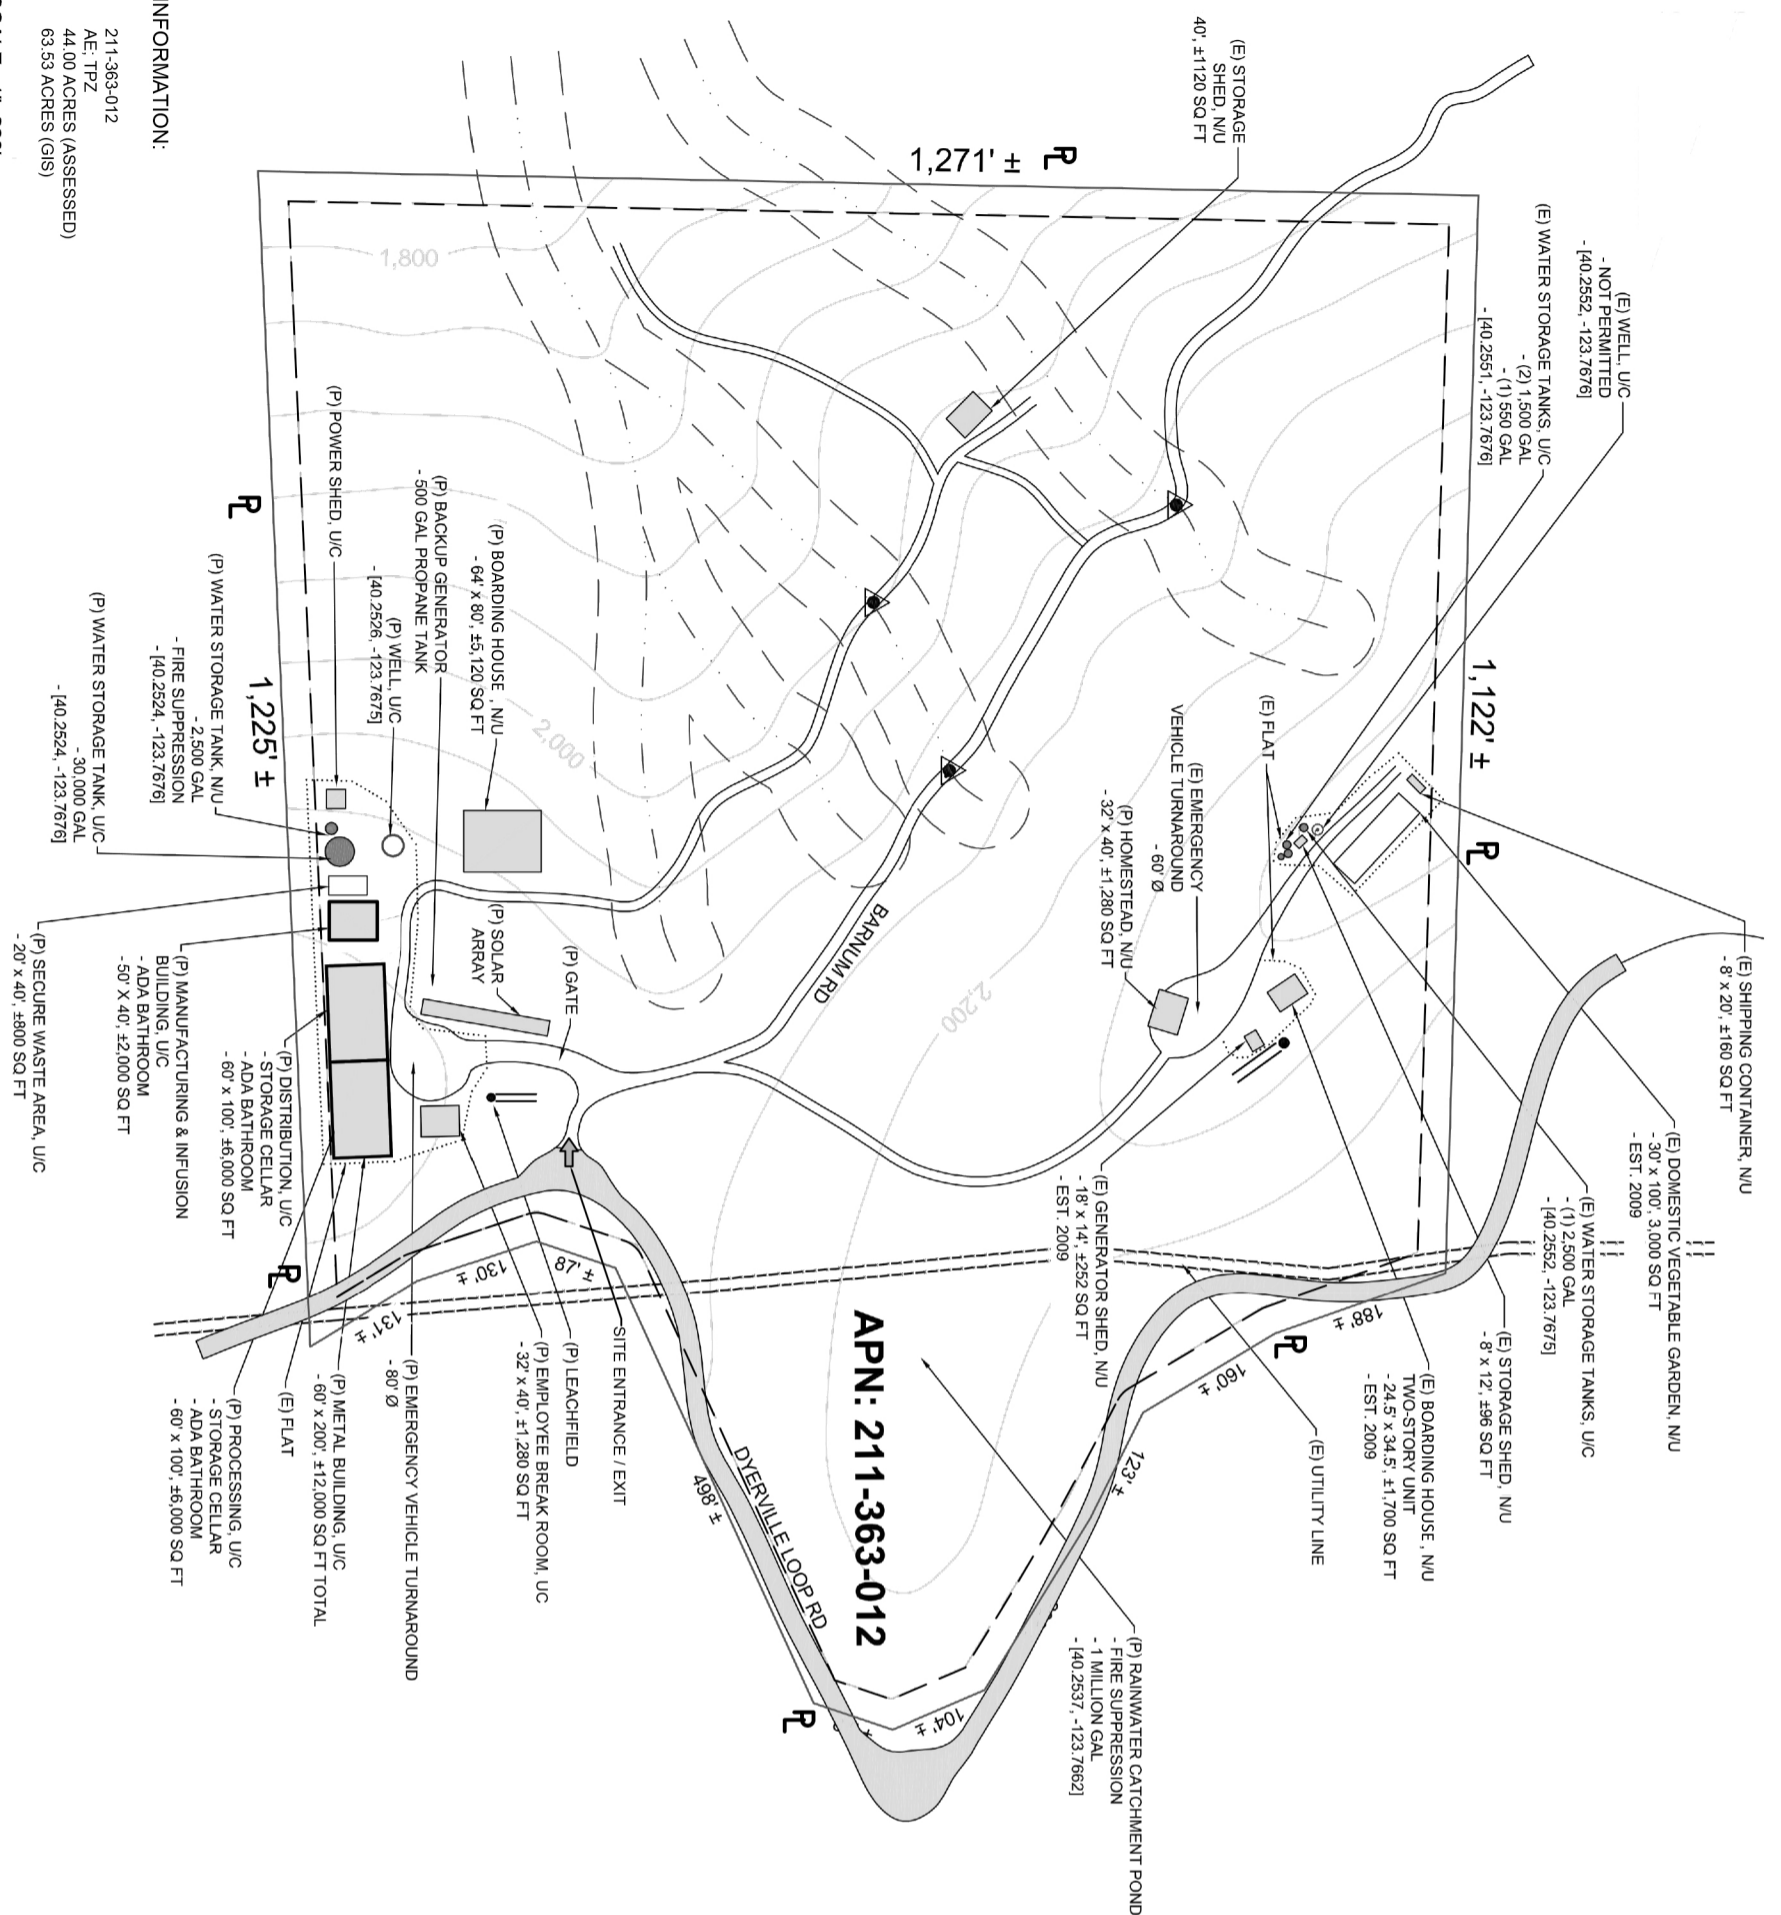 (E) SHIPPING CONTAINER, N/U
- 8' x 20', ±160 SQ FT
(E) DOMESTIC VEGETABLE GARDEN, N/U
- 30' x 100', 3,000 SQ FT
- EST. 2009
(E) WATER STORAGE TANKS, U/C
- (1) 2,500 GAL
- [40.2552, -123.7675]
(E) STORAGE SHED, N/U
- 8' x 12', ±96 SQ FT
(E) BOARDING HOUSE , N/U
TWO-STORY UNIT
- 24.5' x 34.5', ±1,700 SQ FT
- EST. 2009
(E) UTILITY LINE
(E) WELL, U/C
- NOT PERMITTED
- [40.2552, -123.7676]
(E) WATER STORAGE TANKS, U/C
- (2) 1,500 GAL
- (1) 550 GAL
- [40.2551, -123.7676]
1,122' ±
PL
(E) STORAGE
SHED, N/U
40', ±1120 SQ FT
1,271' ±
PL
(E) FLAT
(E) EMERGENCY
VEHICLE TURNAROUND
- 60' Ø
(P) HOMESTEAD, N/U
- 32' x 40', ±1,280 SQ FT
(E) GENERATOR SHED, N/U
- 18' x 14', ±252 SQ FT
- EST. 2009
188' ±
PL
160' ±
123' ±
(P) RAINWATER CATCHMENT POND
- FIRE SUPPRESSION
- 1 MILLION GAL
- [40.2537, -123.7662]
104' ±
PL
APN: 211-363-012
BARNUM RD
2,200
2,000
1,800
DYERVILLE LOOP RD
498' ±
87' ±
130' ±
131' ±
PL
SITE ENTRANCE / EXIT
(P) GATE
(P) LEACHFIELD
(P) EMPLOYEE BREAK ROOM, UC
- 32' x 40', ±1,280 SQ FT
(P) SOLAR
ARRAY
(P) BOARDING HOUSE , N/U
- 64' x 80', ±5,120 SQ FT
(P) BACKUP GENERATOR
- 500 GAL PROPANE TANK
(P) WELL, U/C
- [40.2526, -123.7675]
(P) POWER SHED, U/C
PL
1,225' ±
(P) EMERGENCY VEHICLE TURNAROUND
- 80' Ø
(P) METAL BUILDING, U/C
- 60' x 200', ±12,000 SQ FT TOTAL
(E) FLAT
(P) PROCESSING, U/C
- STORAGE CELLAR
- ADA BATHROOM
- 60' x 100', ±6,000 SQ FT
(P) DISTRIBUTION, U/C
- STORAGE CELLAR
- ADA BATHROOM
- 60' x 100', ±6,000 SQ FT
(P) WATER STORAGE TANK, N/U
- 2,500 GAL
- FIRE SUPPRESSION
- [40.2524, -123.7676]
(P) MANUFACTURING & INFUSION
BUILDING, U/C
- ADA BATHROOM
- 50' X 40', ±2,000 SQ FT
(P) WATER STORAGE TANK, U/C
- 30,000 GAL
- [40.2524, -123.7676]
(P) SECURE WASTE AREA, U/C
- 20' x 40', ±800 SQ FT
INFORMATION:
211-363-012
AE; TPZ
44.00 ACRES (ASSESSED)
63.53 ACRES (GIS)